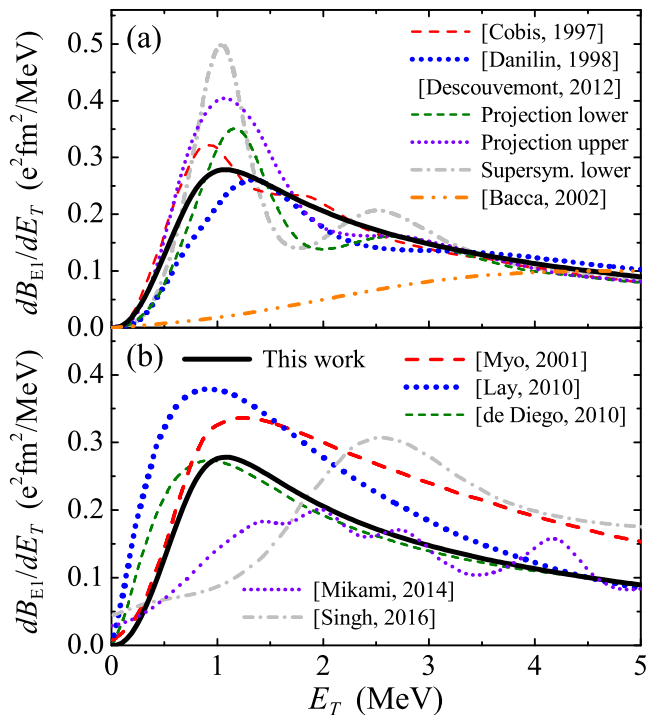 (a)
[Cobis, 1997]
[Danilin, 1998]
[Descouvemont, 2012]
Projection lower
Projection upper
Supersym. lower
[Bacca, 2002]
0.5
0.4
0.3
0.2
0.1
0.0
dB_E1/dE_T (e²fm²/MeV)
(b)
This work
[Myo, 2001]
[Lay, 2010]
[de Diego, 2010]
[Mikami, 2014]
[Singh, 2016]
0.4
0.3
0.2
0.1
0.0
dB_E1/dE_T (e²fm²/MeV)
0 1 2 3 4 5
E_T (MeV)